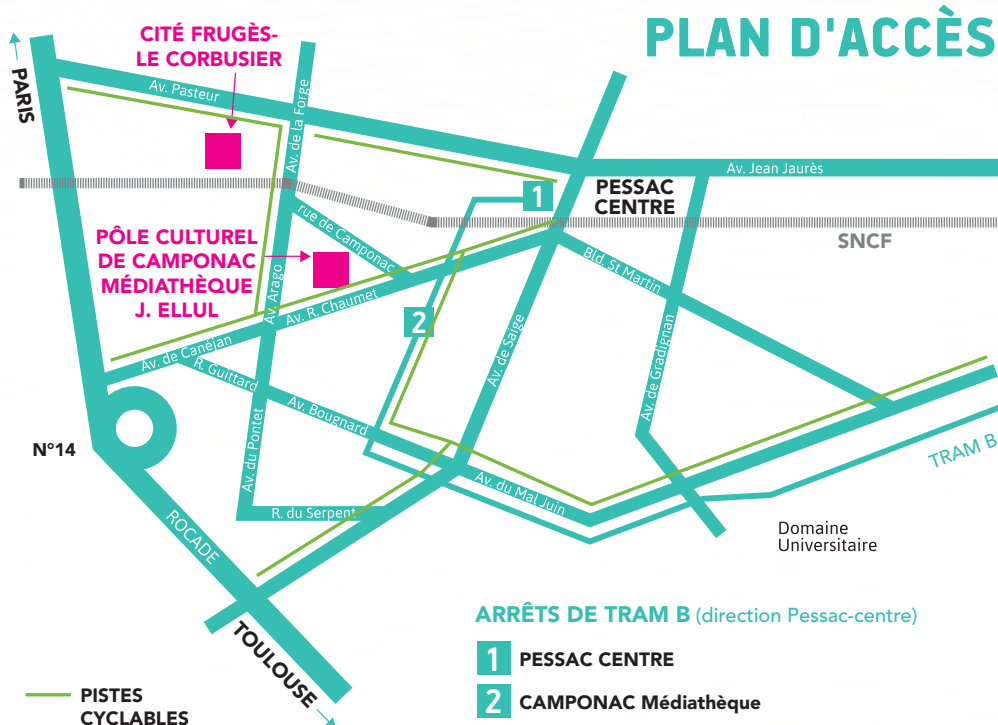 PLAN D'ACCÈS
CITÉ FRUGÈS-
LE CORBUSIER
PARIS
Av. Pasteur
Av. de la Forge
Av. Jean Jaurès
1
PESSAC
CENTRE
SNCF
rue de Camponac
PÔLE CULTUREL
DE CAMPONAC
MÉDIATHÈQUE
J. ELLUL
Av. Arago
Av. R. Chaumet
Bld. St Martin
2
Av. de Canéjan
R. Guittard
Av. de Saige
Av. de Gradignan
Av. Bougnard
Av. du Pontet
N°14
TRAM B
Av. du Mal Juin
R. du Serpent
ROCADE
Domaine
Universitaire
TOULOUSE
ARRÊTS DE TRAM B (direction Pessac-centre)
1 PESSAC CENTRE
2 CAMPONAC Médiathèque
PISTES
CYCLABLES